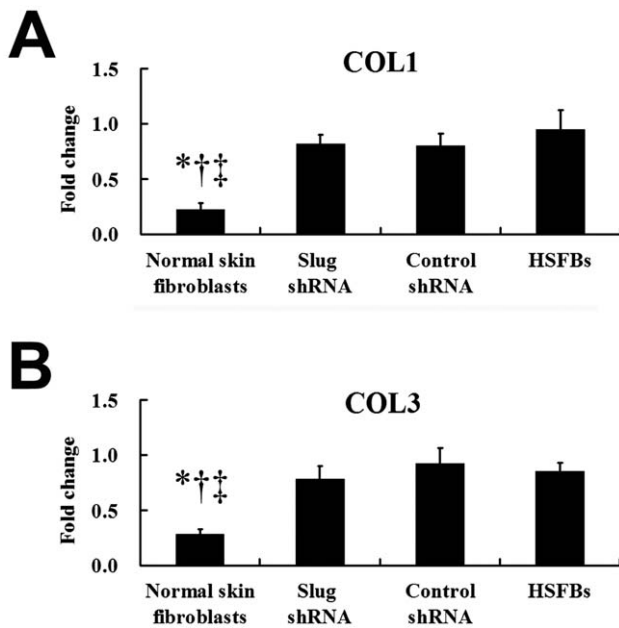 A
COL1
Fold change
1.5
1.0
0.5
0.0
*†‡
Normal skin
fibroblasts
Slug
shRNA
Control
shRNA
HSFBs
B
COL3
Fold change
1.5
1.0
0.5
0.0
*†‡
Normal skin
fibroblasts
Slug
shRNA
Control
shRNA
HSFBs